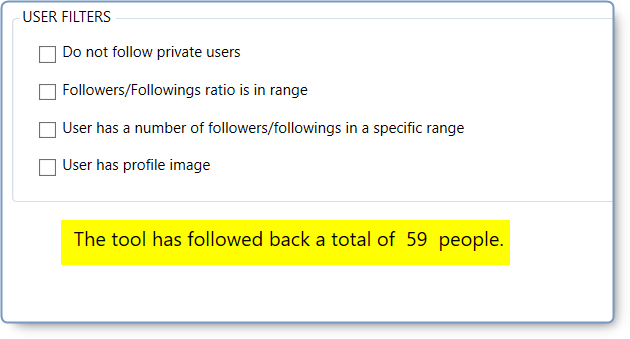 USER FILTERS
Do not follow private users
Followers/Followings ratio is in range
User has a number of followers/followings in a specific range
User has profile image
The tool has followed back a total of 59 people.